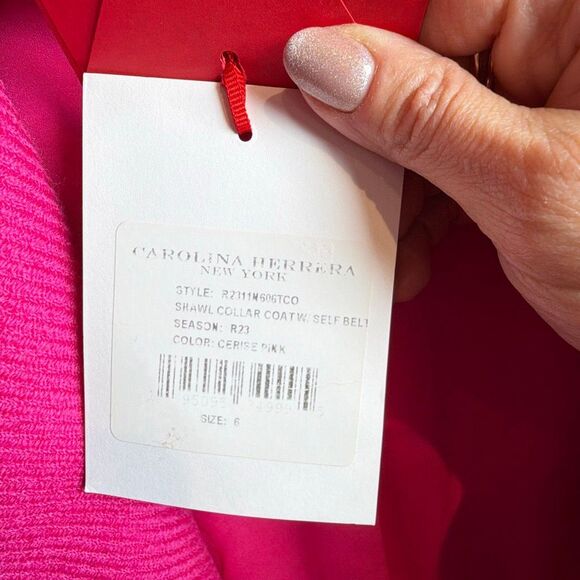 CAROLINA HERRERA
NEW YORK
STYLE: R2311N606TCO
SHAWL COLLAR COAT W/ SELF BELT
SEASON: R23
COLOR: CERISE PINK
SIZE: 6